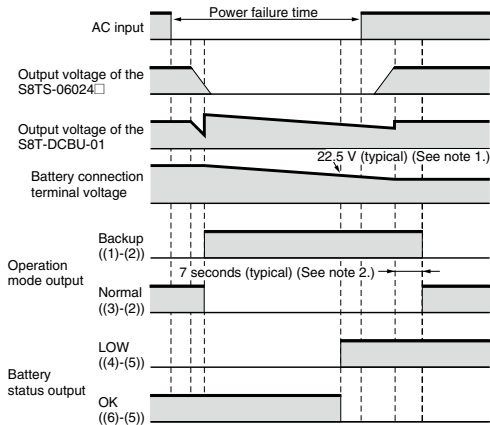 Power failure time
AC input
Output voltage of the
S8TS-06024□
Output voltage of the
S8T-DCBU-01
22.5 V (typical) (See note 1.)
Battery connection
terminal voltage
Backup
((1)-(2))
Operation
mode output
7 seconds (typical) (See note 2.)
Normal
((3)-(2))
LOW
((4)-(5))
Battery
status output
OK
((6)-(5))